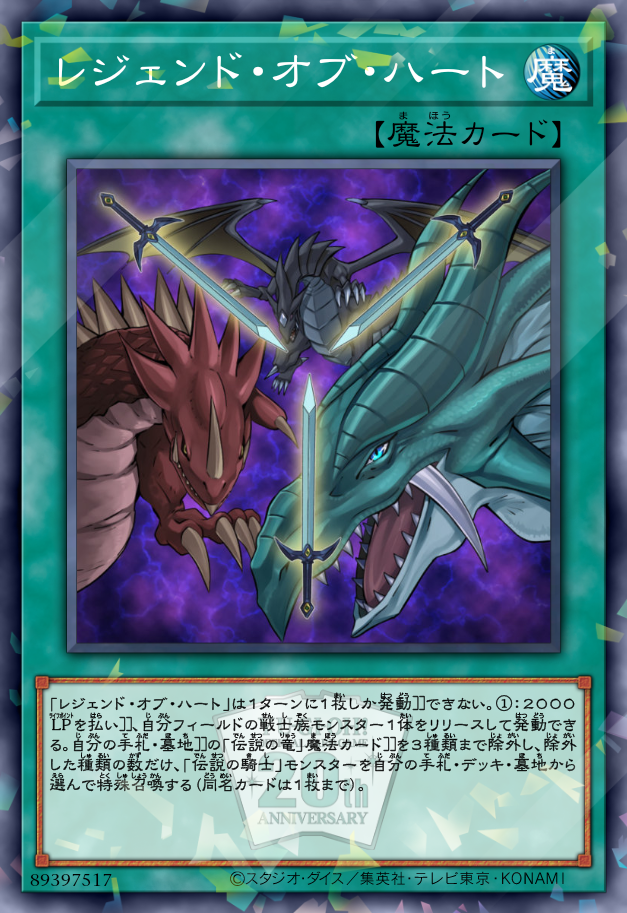 レジェンド・オブ・ハート
魔
【魔法カード】
「レジェンド・オブ・ハート」は1ターンに1枚しか発動]]できない。①:2000
LPを払い]]、自分フィールドの戦士族モンスター1体をリリースして発動でき
る。自分の手札・墓地]]の「伝説の竜」魔法カード]]を3種類まで除外し、除外
した種類の数だけ、「伝説の騎士」モンスターを自分の手札・デッキ・墓地から
選んで特殊召喚する(同名カードは1枚まで)。
20th
ANNIVERSARY
89397517
©スタジオ・ダイス/集英社・テレビ東京・KONAMI